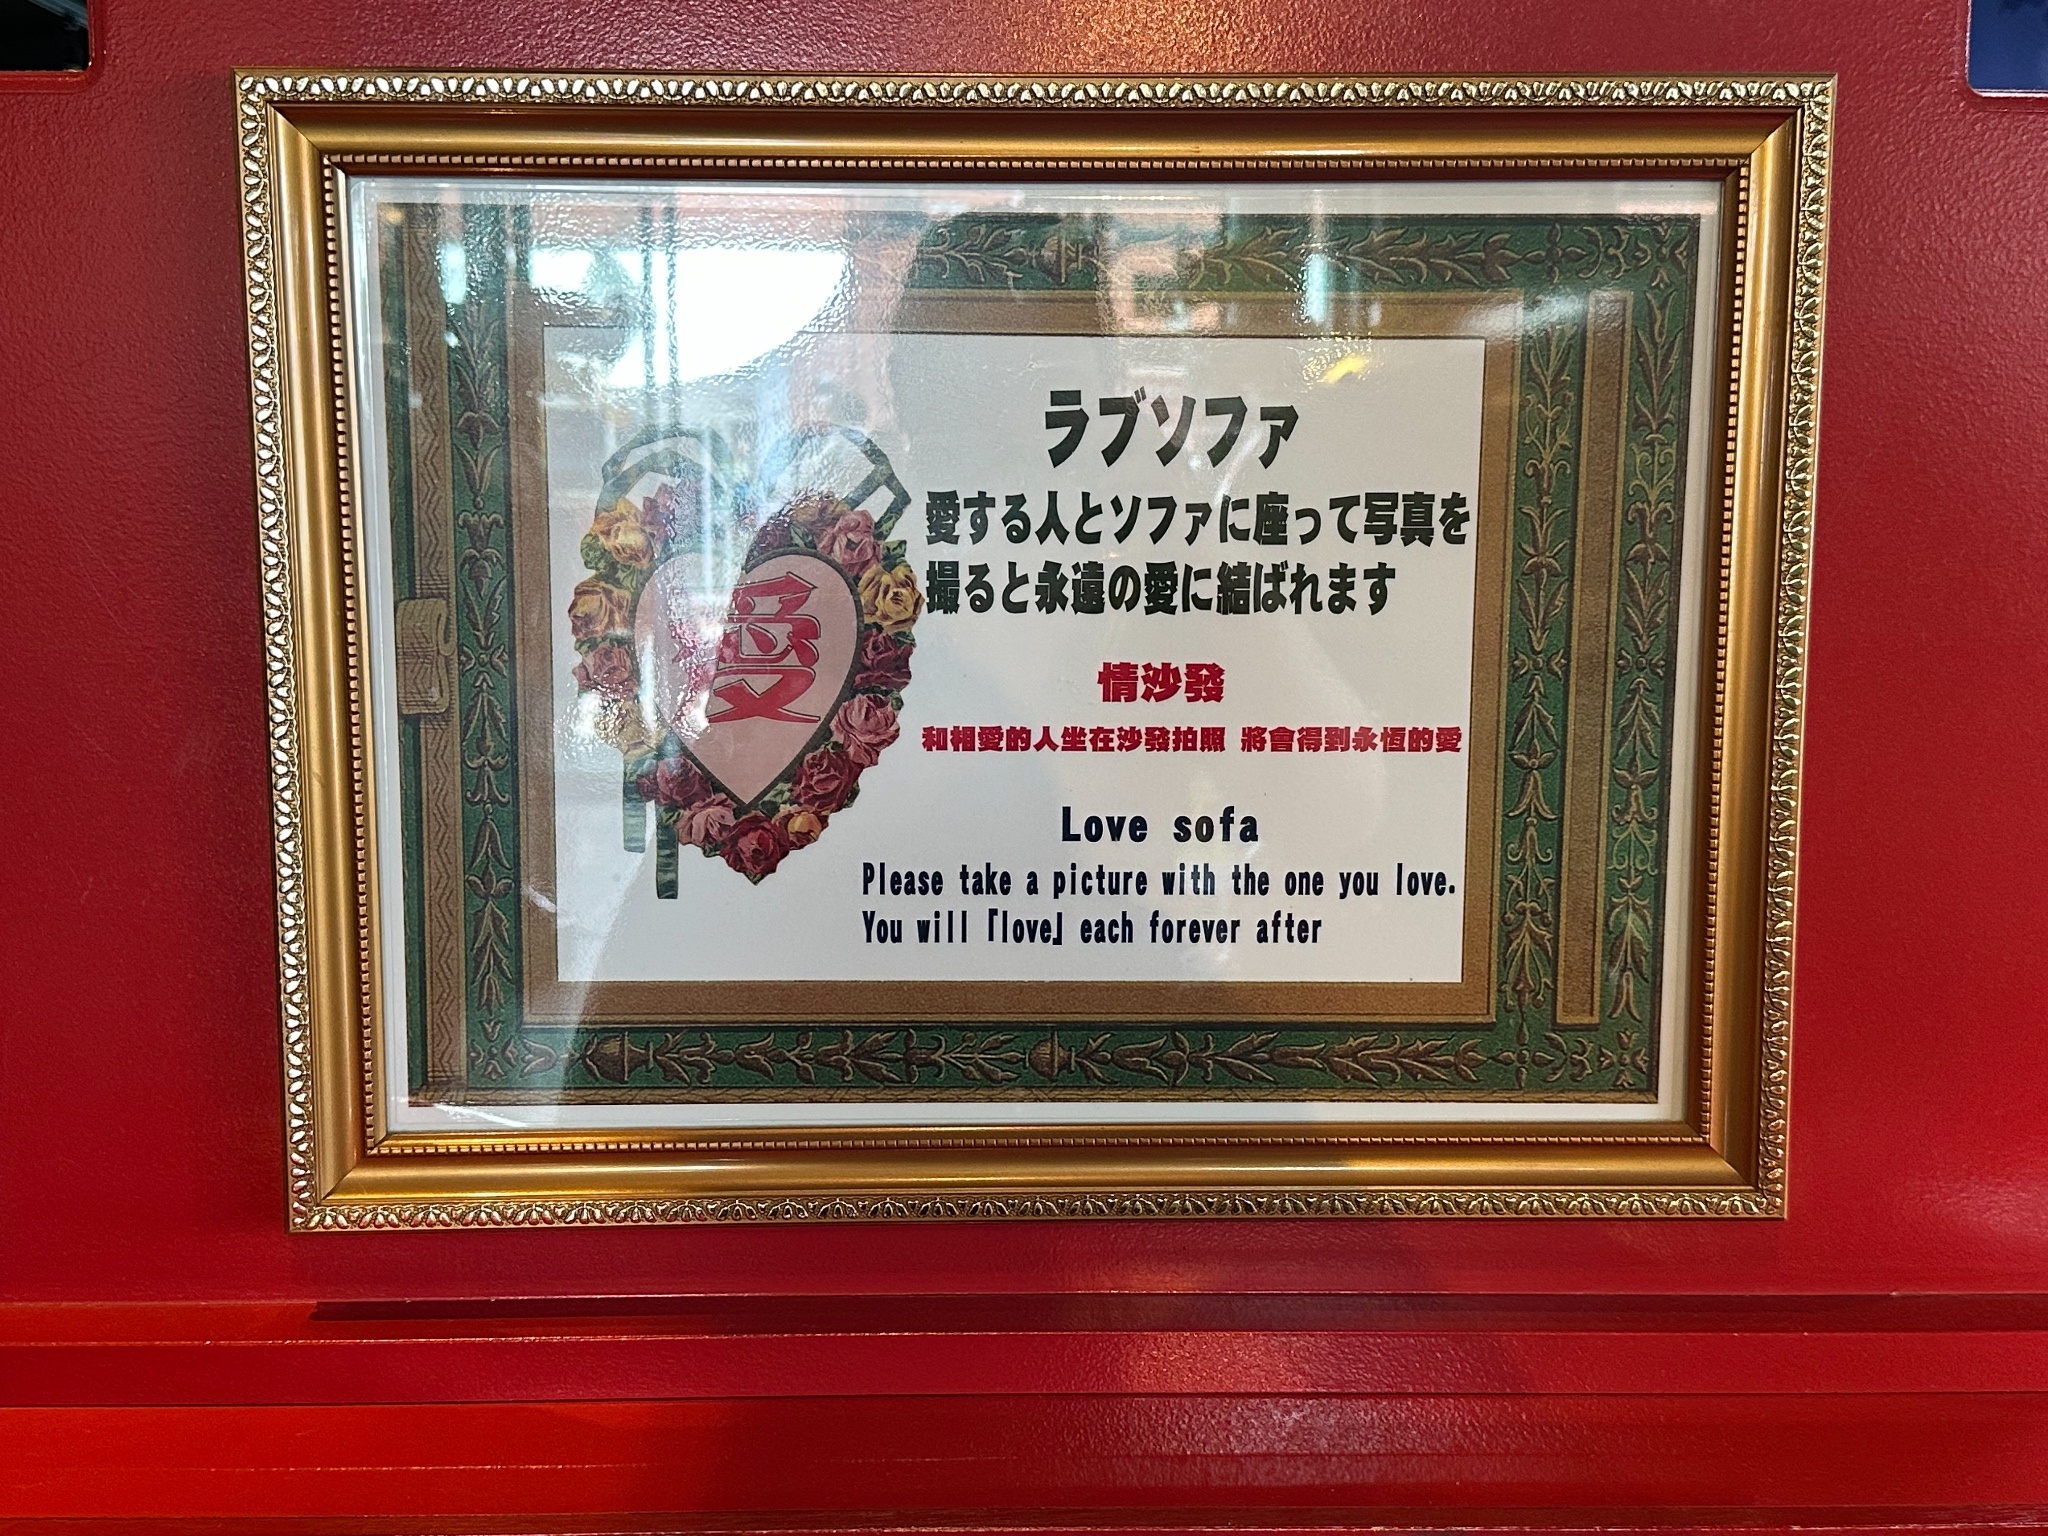 ラブソファ
愛する人とソファに座って写真を
撮ると永遠の愛に結ばれます
愛
情沙發
和相愛的人坐在沙發拍照 將會得到永恆的愛
Love sofa
Please take a picture with the one you love.
You will『love』each forever after